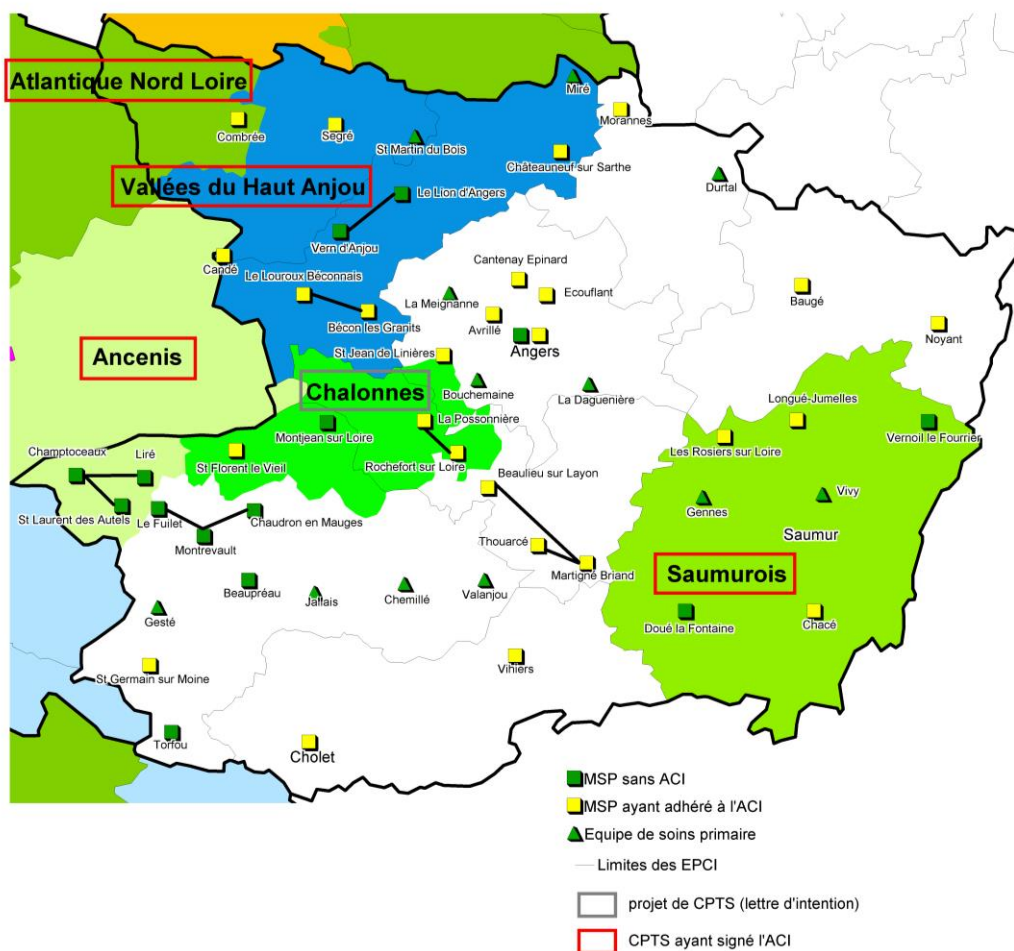 Atlantique Nord Loire
Miré
Morannes
Combrée
Segré
St Martin du Bois
Châteauneuf sur Sarthe
Durtal
Vallées du Haut Anjou
Le Lion d'Angers
Vern d'Anjou
Candé
Le Louroux Béconnais
Cantenay Epinard
Ecouflant
La Meignanne
Baugé
Bécon les Granits
Avrillé
Noyant
Angers
Ancenis
St Jean de Linières
Chalonnes
Bouchemaine
La Daguenière
Longué-Jumelles
La Possonnière
Montjean sur Loire
Vernoil le Fourrier
Champtoceaux
Liré
St Florent le Vieil
Rochefort sur Loire
Les Rosiers sur Loire
Beaulieu sur Layon
St Laurent des Autels
Le Fuilet
Chaudron en Mauges
Gennes
Vivy
Montrevault
Thouarcé
Saumur
Martigné Briand
Saumurois
Beaupréau
Jallais
Chemillé
Valanjou
Gesté
Doué la Fontaine
Chacé
St Germain sur Moine
Vihiers
Torfou
Cholet
MSP sans ACI
MSP ayant adhéré à l'ACI
Equipe de soins primaire
Limites des EPCI
projet de CPTS (lettre d'intention)
CPTS ayant signé l'ACI